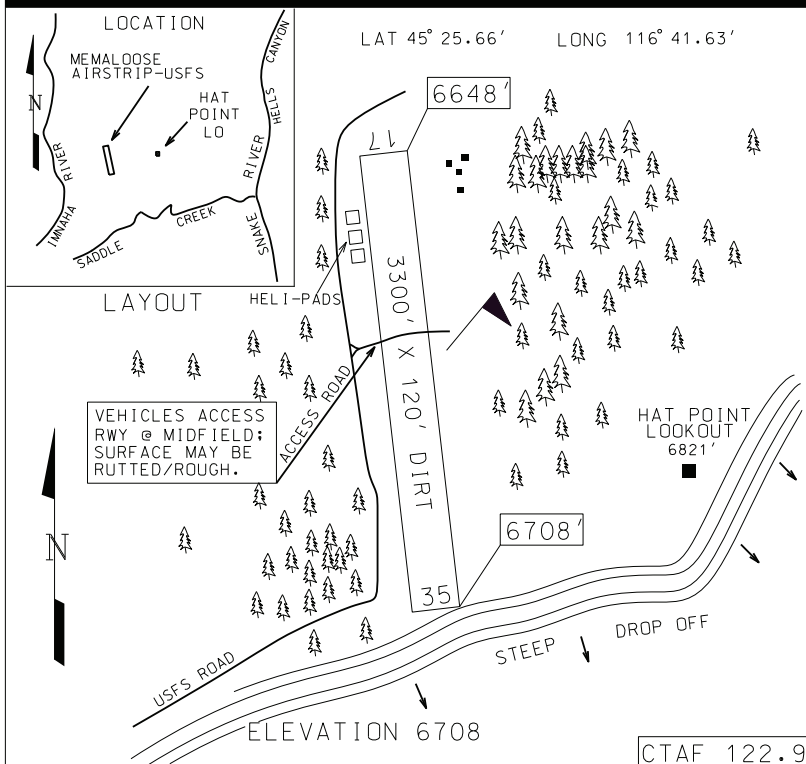 LOCATION
MEMALOOSE
AIRSTRIP-USFS
N
HAT
POINT
LO
IMNAHA RIVER
SADDLE CREEK
SNAKE RIVER
HELLS CANYON
LAT 45° 25.66′ LONG 116° 41.63′
6648′
17
LAYOUT
HELI-PADS
3300′ X 120′ DIRT
ACCESS ROAD
VEHICLES ACCESS
RWY @ MIDFIELD;
SURFACE MAY BE
RUTTED/ROUGH.
HAT POINT
LOOKOUT
6821′
N
6708′
35
USFS ROAD
STEEP DROP OFF
ELEVATION 6708
CTAF 122.9